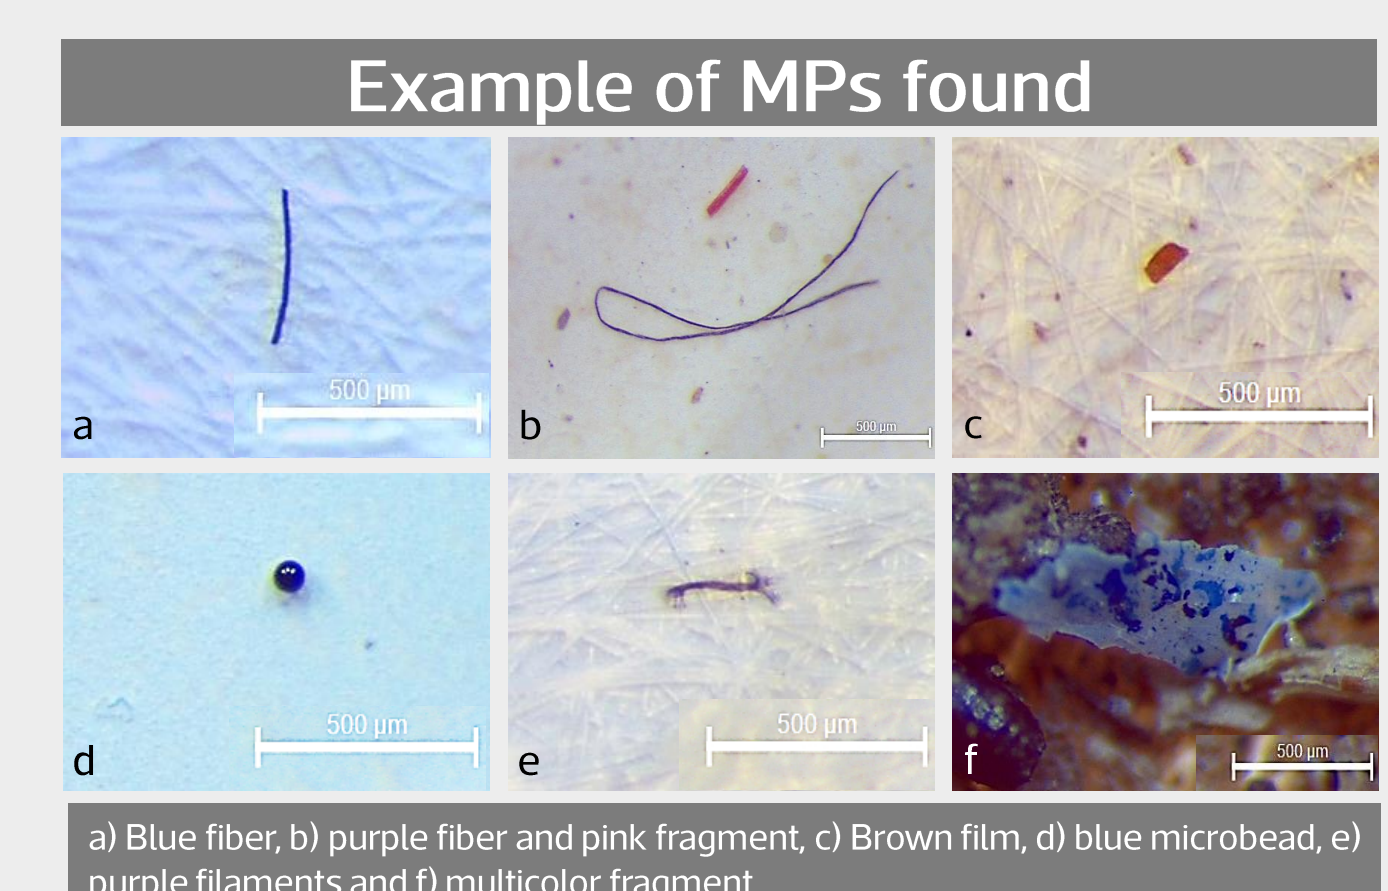 Example of MPs found
500 µm
a
500 µm
b
500 µm
c
500 µm
d
500 µm
e
500 µm
f
a) Blue fiber, b) purple fiber and pink fragment, c) Brown film, d) blue microbead, e)
purple filaments and f) multicolor fragment